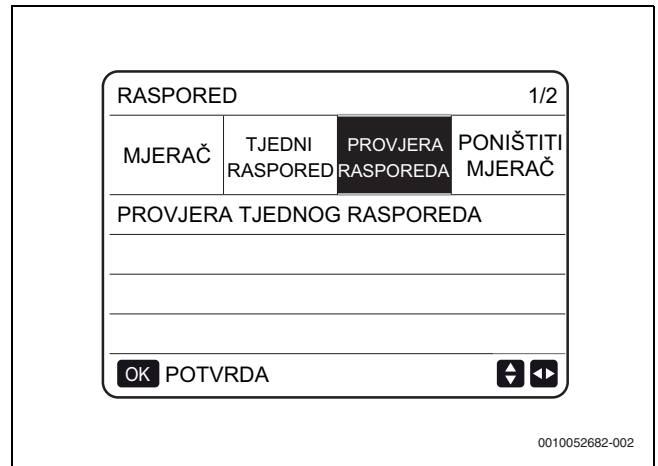 RASPORED 1/2
MJERAČ
TJEDNI
RASPORED
PROVJERA
RASPOREDA
PONIŠTITI
MJERAČ
PROVJERA TJEDNOG RASPOREDA
OK POTVRDA
0010052682-002